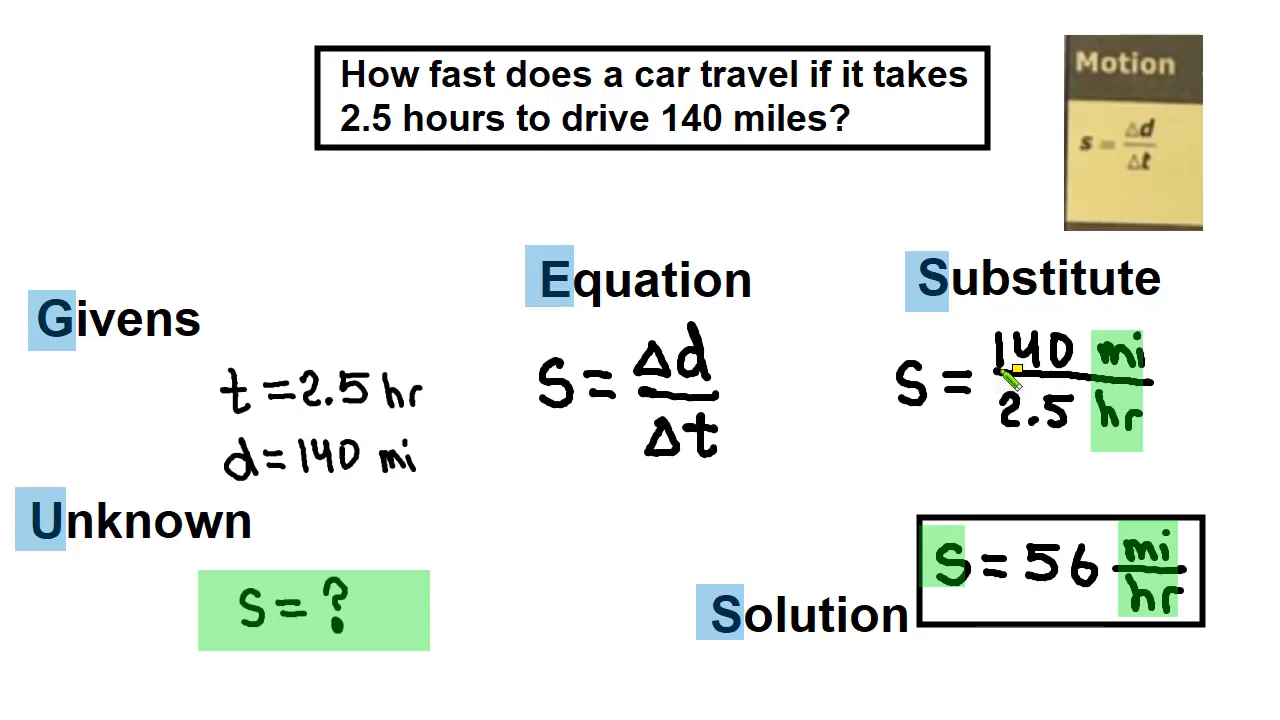 How fast does a car travel if it takes
2.5 hours to drive 140 miles?
Motion
s = Δd/Δt
Givens
t = 2.5 hr
d = 140 mi
Unknown
s = ?
Equation
s = Δd/Δt
Substitute
s = 140 mi/2.5 hr
Solution
s = 56 mi/hr